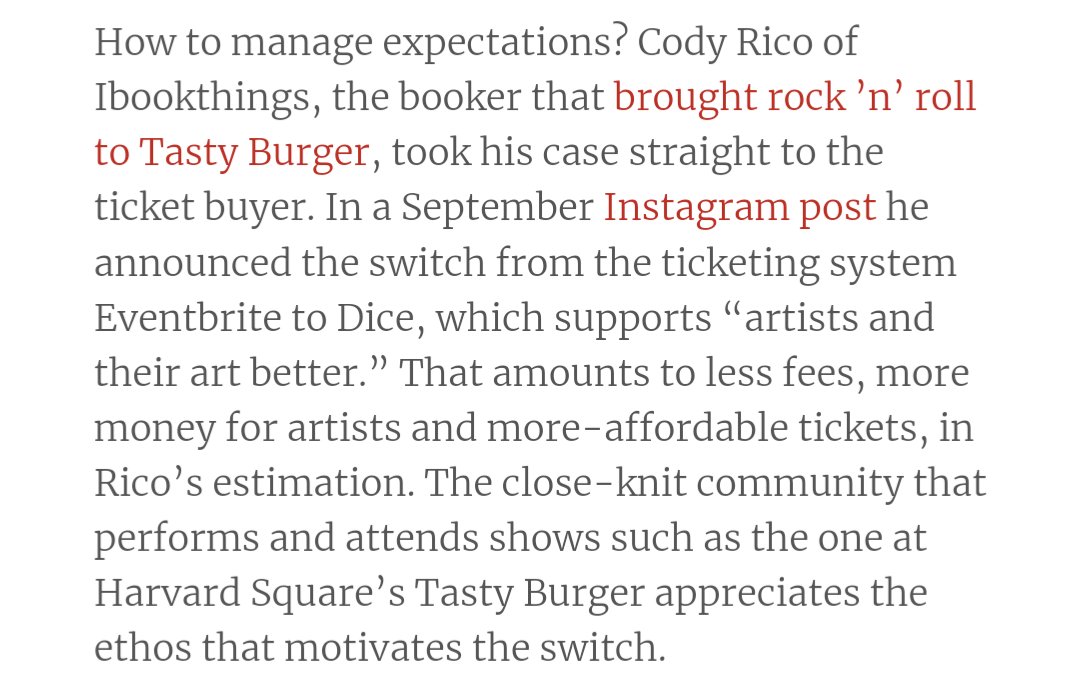 How to manage expectations? Cody Rico of
Ibookthings, the booker that brought rock ’n’ roll
to Tasty Burger, took his case straight to the
ticket buyer. In a September Instagram post he
announced the switch from the ticketing system
Eventbrite to Dice, which supports “artists and
their art better.” That amounts to less fees, more
money for artists and more-affordable tickets, in
Rico’s estimation. The close-knit community that
performs and attends shows such as the one at
Harvard Square’s Tasty Burger appreciates the
ethos that motivates the switch.